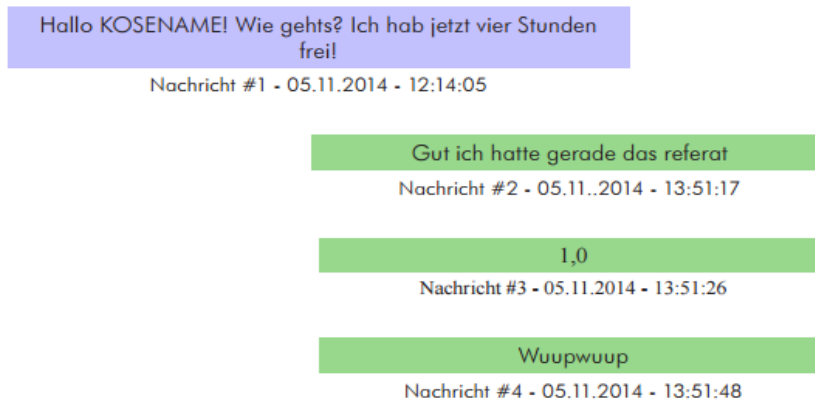 Hallo KOSENAME! Wie gehts? Ich hab jetzt vier Stunden
frei!
Nachricht #1 - 05.11.2014 - 12:14:05
Gut ich hatte gerade das referat
Nachricht #2 - 05.11..2014 - 13:51:17
1,0
Nachricht #3 - 05.11.2014 - 13:51:26
Wuupwuup
Nachricht #4 - 05.11.2014 - 13:51:48